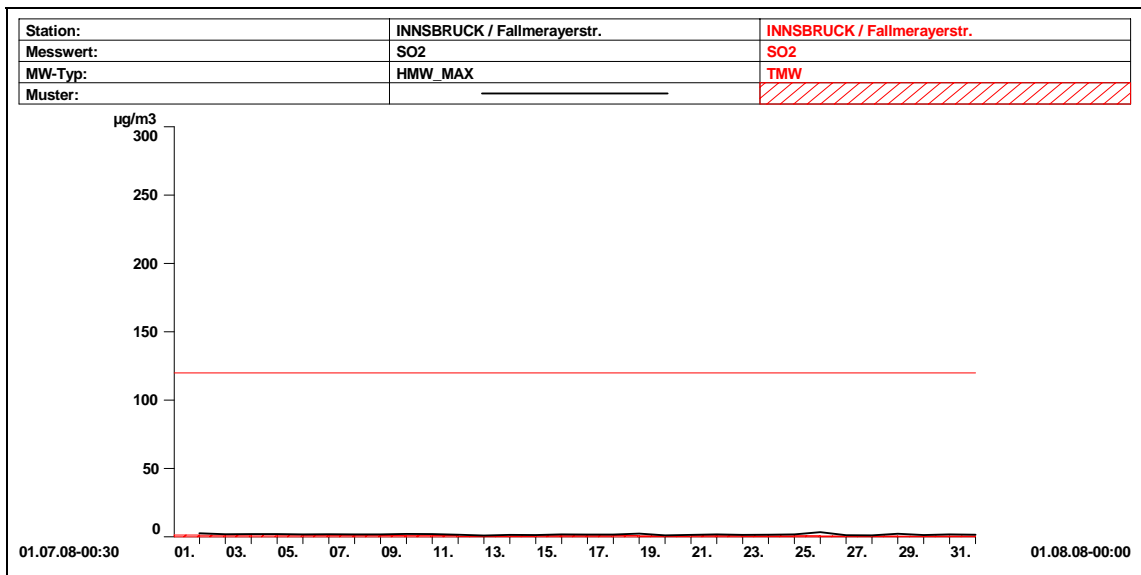 Station: INNSBRUCK / Fallmerayerstr. INNSBRUCK / Fallmerayerstr.
Messwert: SO2 SO2
MW-Typ: HMW_MAX TMW
Muster:
µg/m3
300
250
200
150
100
50
0
01.07.08-00:30 01. 03. 05. 07. 09. 11. 13. 15. 17. 19. 21. 23. 25. 27. 29. 31. 01.08.08-00:00